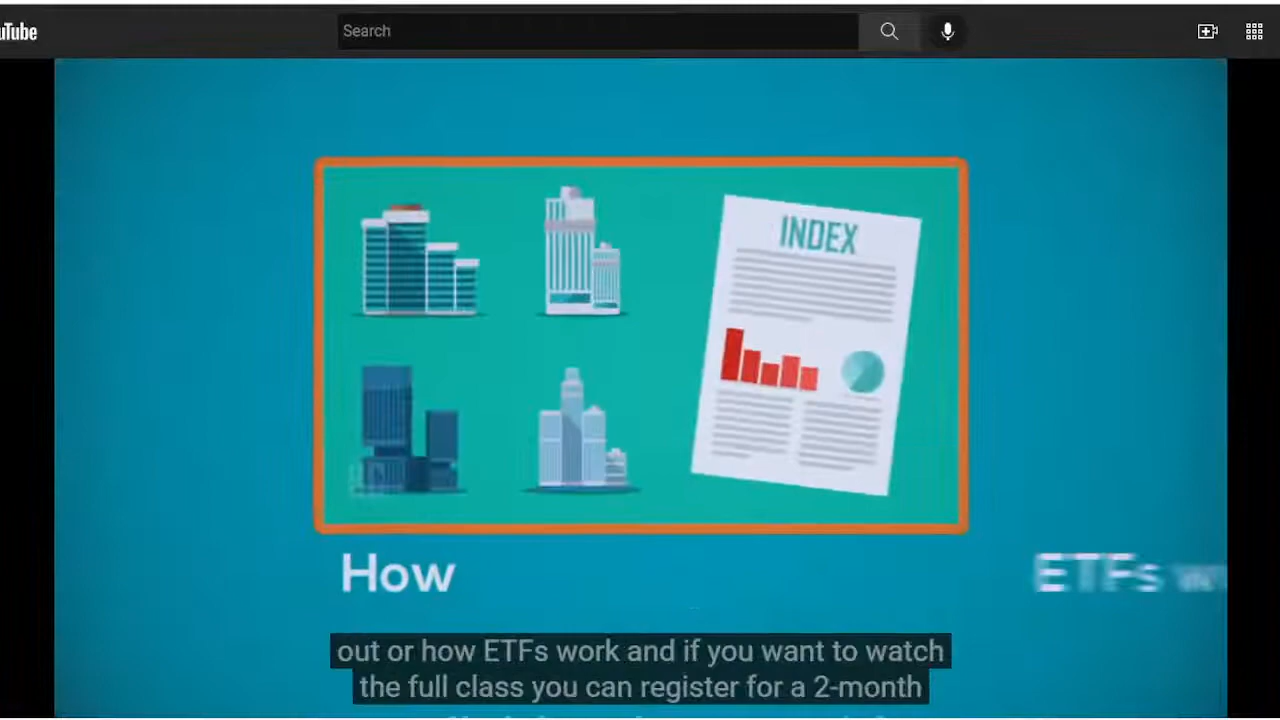 uTube
Search
INDEX
How ETFs
out or how ETFs work and if you want to watch
the full class you can register for a 2-month